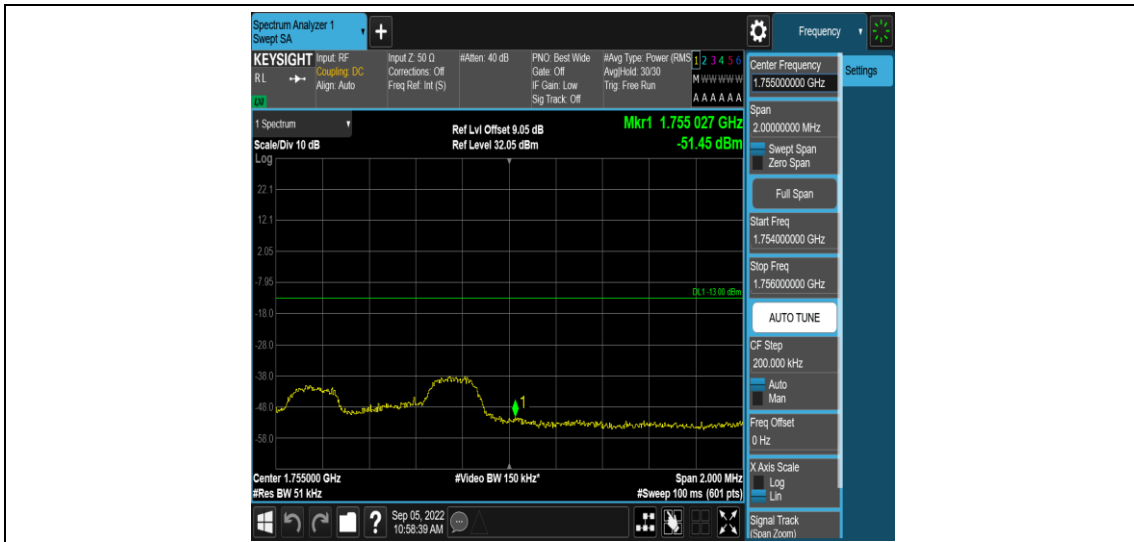 Spectrum Analyzer 1
Swept SA
+
Frequency
KEYSIGHT
RL
LXI
Input: RF
Coupling: DC
Align: Auto
Input Z: 50 Ω
Corrections: Off
Freq Ref: Int (S)
#Atten: 40 dB
PNO: Best Wide
Gate: Off
IF Gain: Low
Sig Track: Off
#Avg Type: Power (RMS
Avg|Hold: 30/30
Trig: Free Run
1 2 3 4 5 6
M W W W W W
A A A A A A
1 Spectrum
Scale/Div 10 dB
Log
Ref Lvl Offset 9.05 dB
Ref Level 32.05 dBm
Mkr1 1.755 027 GHz
-51.45 dBm
22.1
12.1
2.05
-7.95
DL1 -13.00 dBm
-18.0
-28.0
-38.0
-48.0
1
-58.0
Center 1.755000 GHz
#Res BW 51 kHz
#Video BW 150 kHz*
Span 2.000 MHz
#Sweep 100 ms (601 pts)
?
Sep 05, 2022
10:58:39 AM
Center Frequency
1.755000000 GHz
Settings
Span
2.00000000 MHz
Swept Span
Zero Span
Full Span
Start Freq
1.754000000 GHz
Stop Freq
1.756000000 GHz
AUTO TUNE
CF Step
200.000 kHz
Auto
Man
Freq Offset
0 Hz
X Axis Scale
Log
Lin
Signal Track
(Span Zoom)